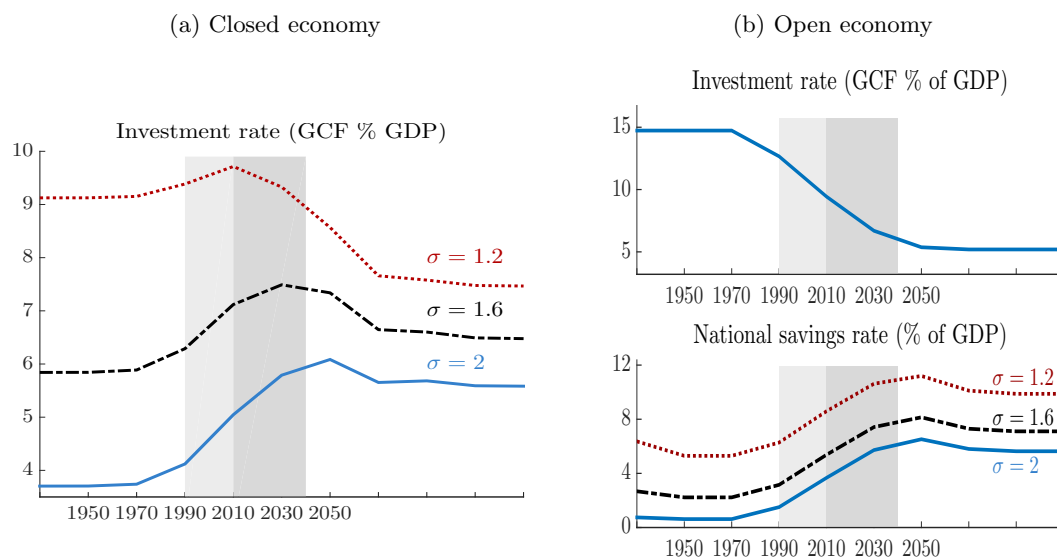 (a) Closed economy
Investment rate (GCF % GDP)
10
9
8
7
6
5
4
σ = 1.2
σ = 1.6
σ = 2
1950 1970 1990 2010 2030 2050
(b) Open economy
Investment rate (GCF % of GDP)
15
10
5
1950 1970 1990 2010 2030 2050
National savings rate (% of GDP)
12
8
4
0
σ = 1.2
σ = 1.6
σ = 2
1950 1970 1990 2010 2030 2050